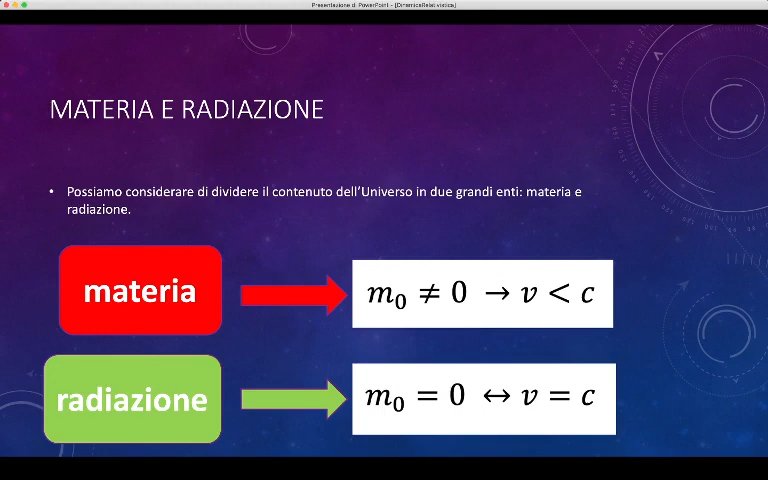 Presentazione di PowerPoint - [DinamicaRelativistica]
MATERIA E RADIAZIONE
• Possiamo considerare di dividere il contenuto dell'Universo in due grandi enti: materia e
radiazione.
materia
m₀ ≠ 0 → v < c
radiazione
m₀ = 0 ↔ v = c